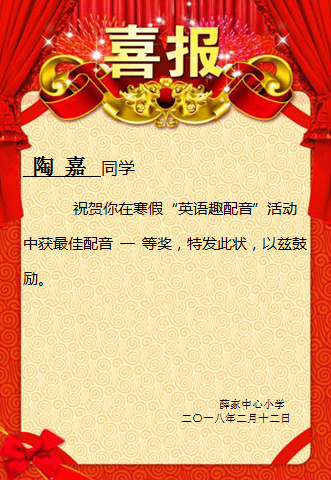 喜报
陶 嘉 同学
祝贺你在寒假“英语趣配音”活动
中获最佳配音 一 等奖，特发此状，以兹鼓
励。
薛家中心小学
二〇一八年二月十二日